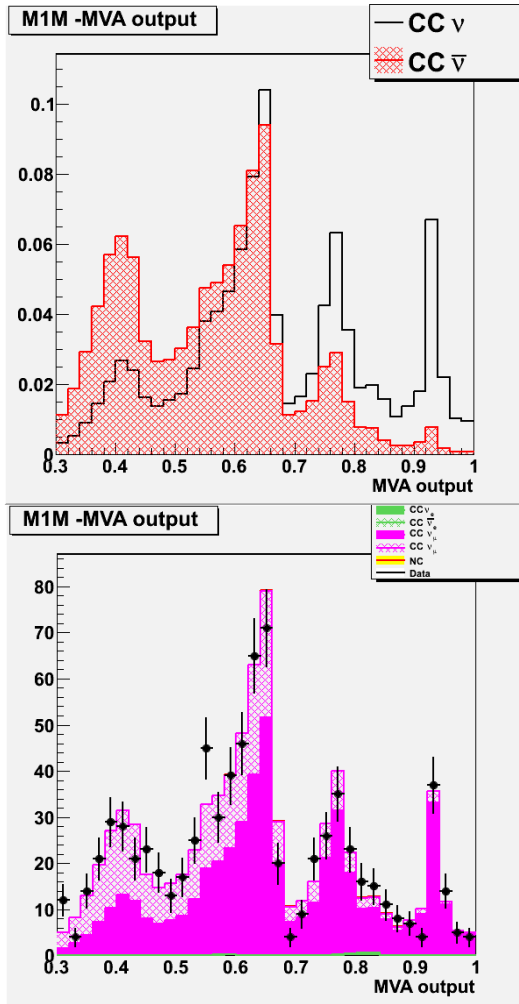 M1M -MVA output
CC ν
CC ν̅
0.1
0.08
0.06
0.04
0.02
0
0.3 0.4 0.5 0.6 0.7 0.8 0.9 1
MVA output
M1M -MVA output
CC νe
CC ν̅e
CC νμ
CC νμ
NC
Data
80
70
60
50
40
30
20
10
0
0.3 0.4 0.5 0.6 0.7 0.8 0.9 1
MVA output